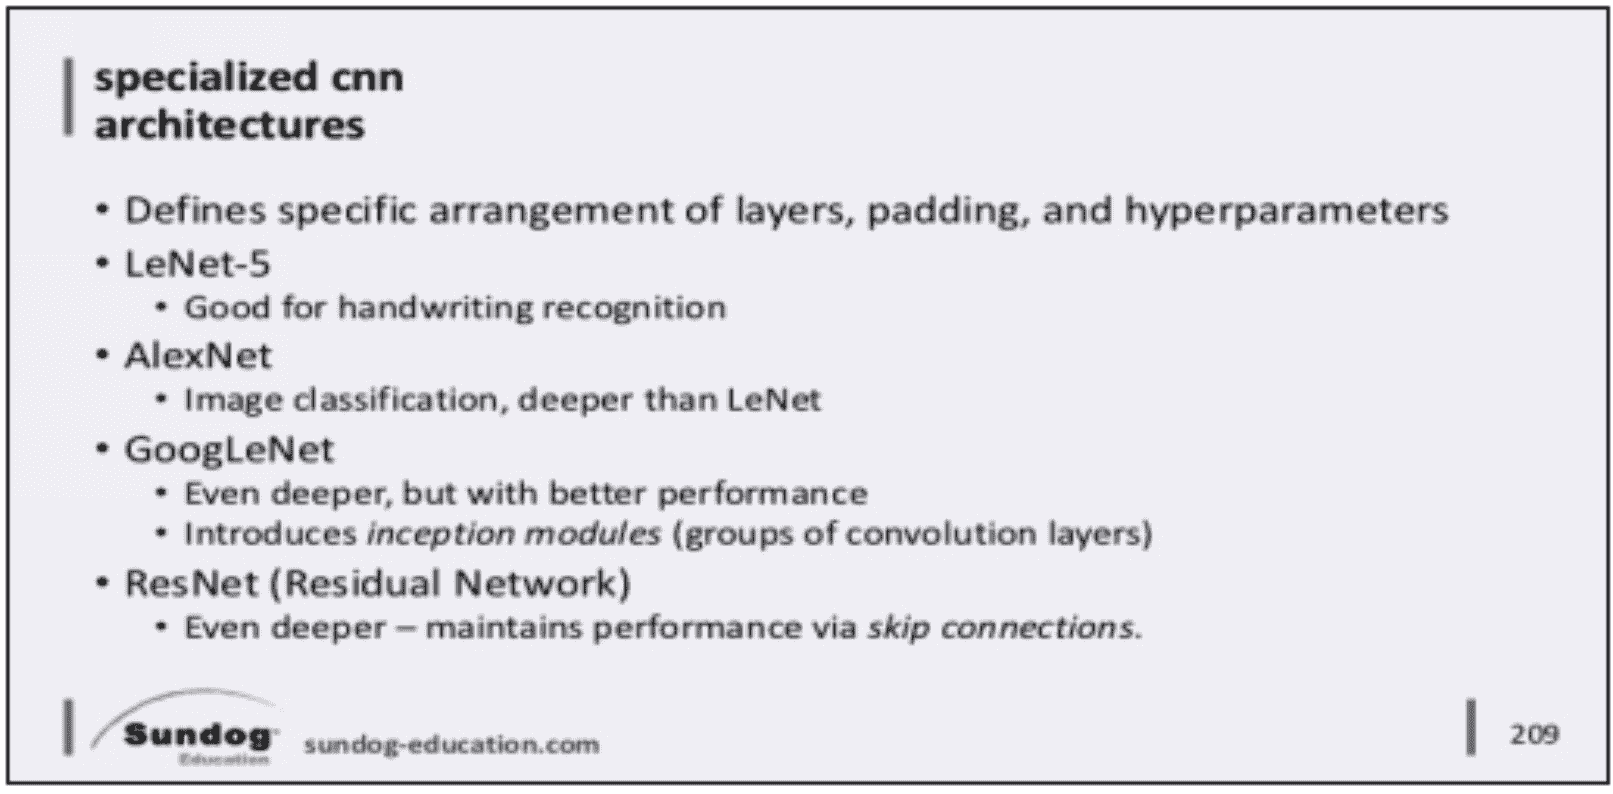 specialized cnn
architectures
• Defines specific arrangement of layers, padding, and hyperparameters
• LeNet-5
• Good for handwriting recognition
• AlexNet
• Image classification, deeper than LeNet
• GoogLeNet
• Even deeper, but with better performance
• Introduces inception modules (groups of convolution layers)
• ResNet (Residual Network)
• Even deeper – maintains performance via skip connections.
Sundog
Education
sundog-education.com
209